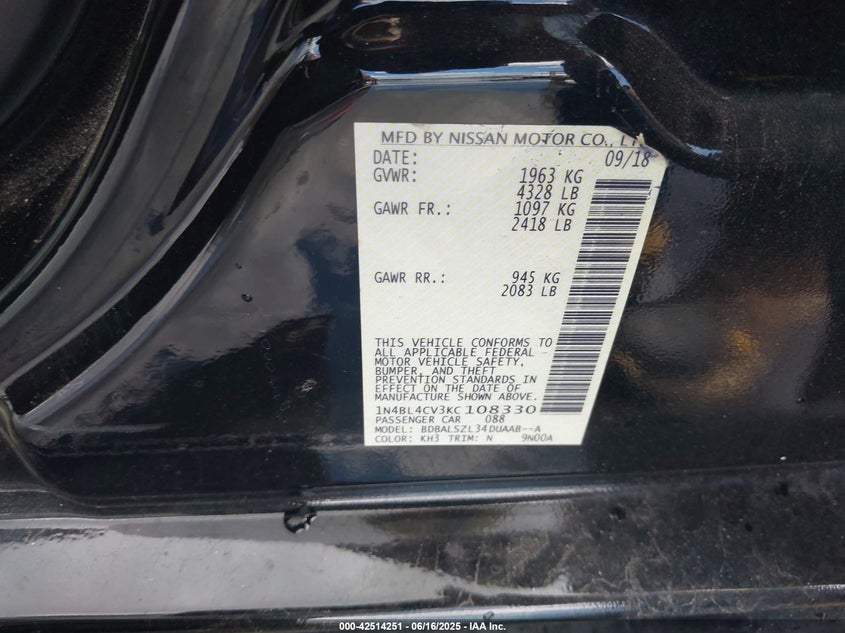 MFD BY NISSAN MOTOR CO., LT
DATE: 09/18
GVWR: 1963 KG
4328 LB
GAWR FR.: 1097 KG
2418 LB
GAWR RR.: 945 KG
2083 LB
THIS VEHICLE CONFORMS TO
ALL APPLICABLE FEDERAL
MOTOR VEHICLE SAFETY,
BUMPER, AND THEFT
PREVENTION STANDARDS IN
EFFECT ON THE DATE OF
MANUFACTURE SHOWN ABOVE.
1N4BL4CV3KC108330
PASSENGER CAR 088
MODEL: BDBALSZL34DUAAB--A
COLOR: KH3 TRIM: N 9N00A
000-42514251 - 06/16/2025 - IAA Inc.